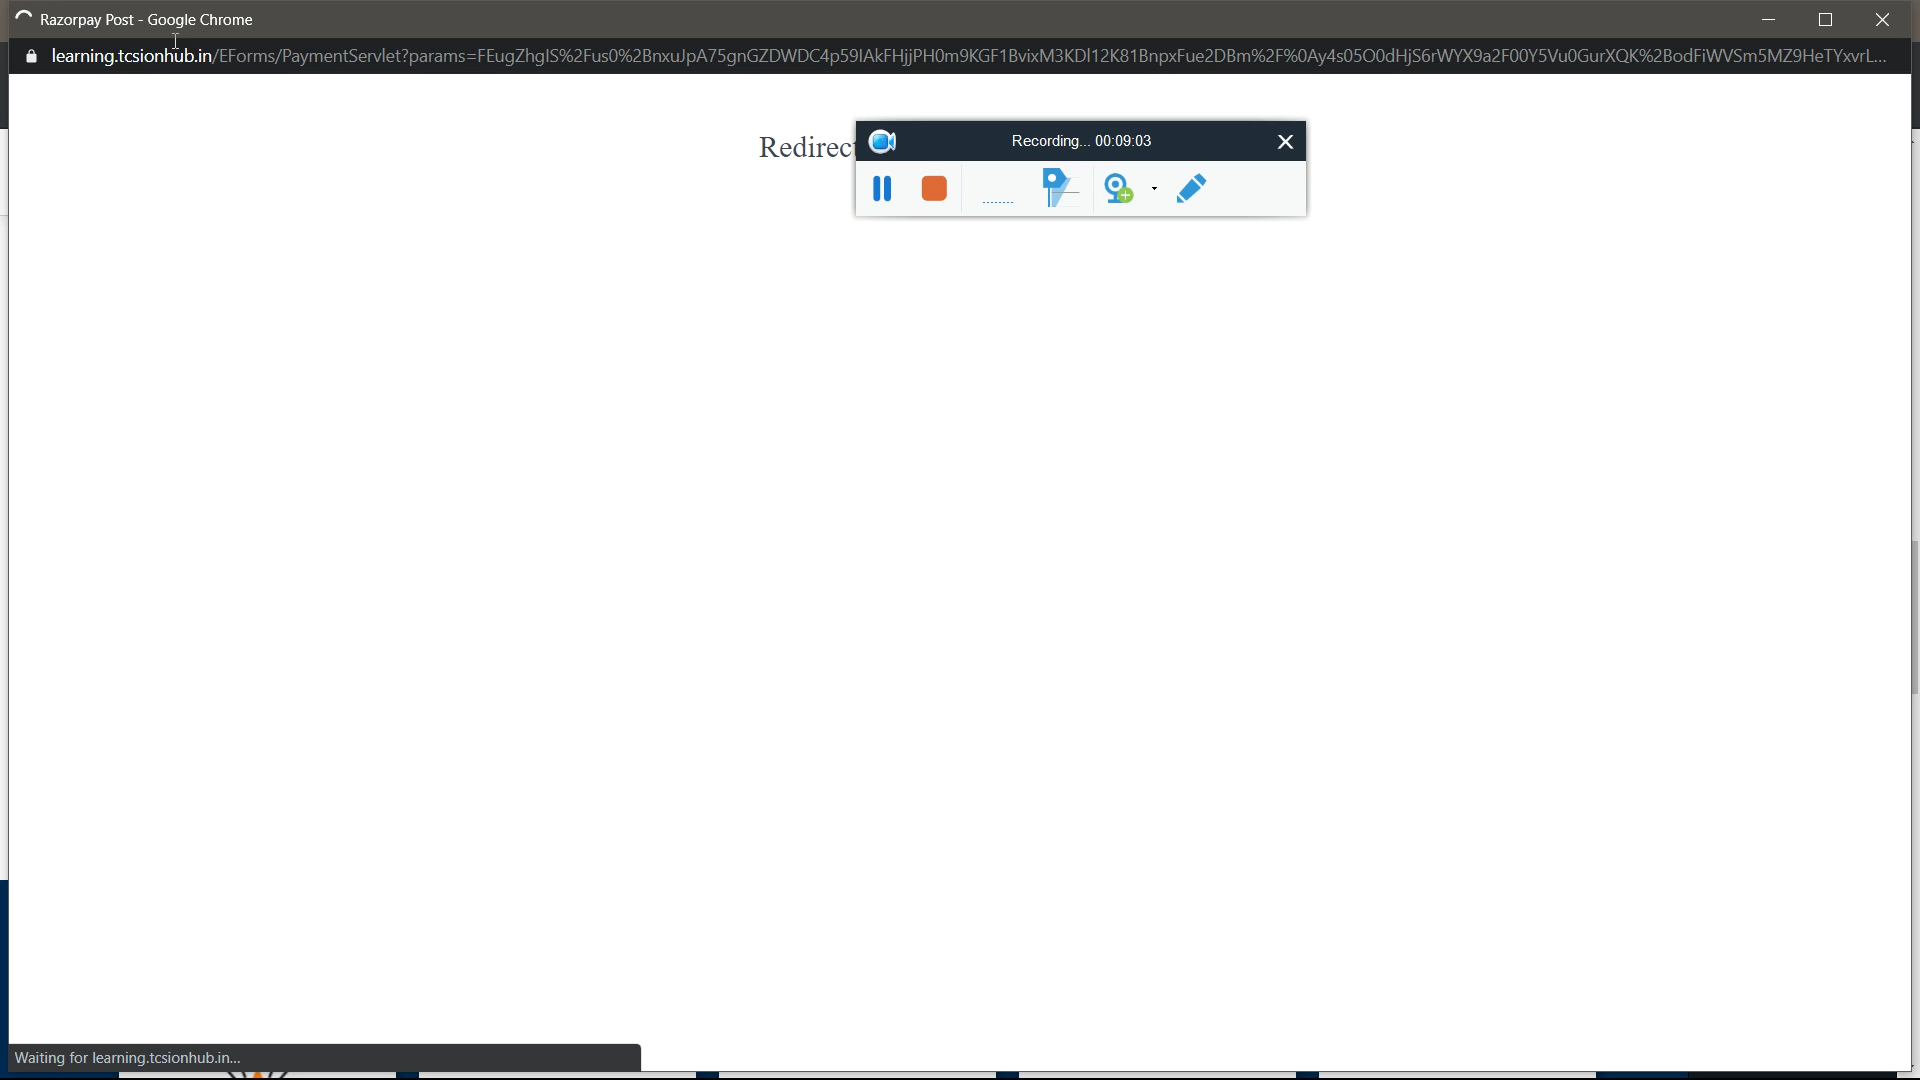 Razorpay Post - Google Chrome
learning.tcsionhub.in/EForms/PaymentServlet?params=FEugZhgIS%2Fus0%2BnxuJpA75gnGZDWDC4p59IAkFHjjPH0m9KGF1BvixM3KDl12K81BnpxFue2DBm%2F%0Ay4s05O0dHjS6rWYX9a2F00Y5Vu0GurXQK%2BodFiWVSm5MZ9HeTYxvrL...
Recording... 00:09:03
Redirect
Waiting for learning.tcsionhub.in...